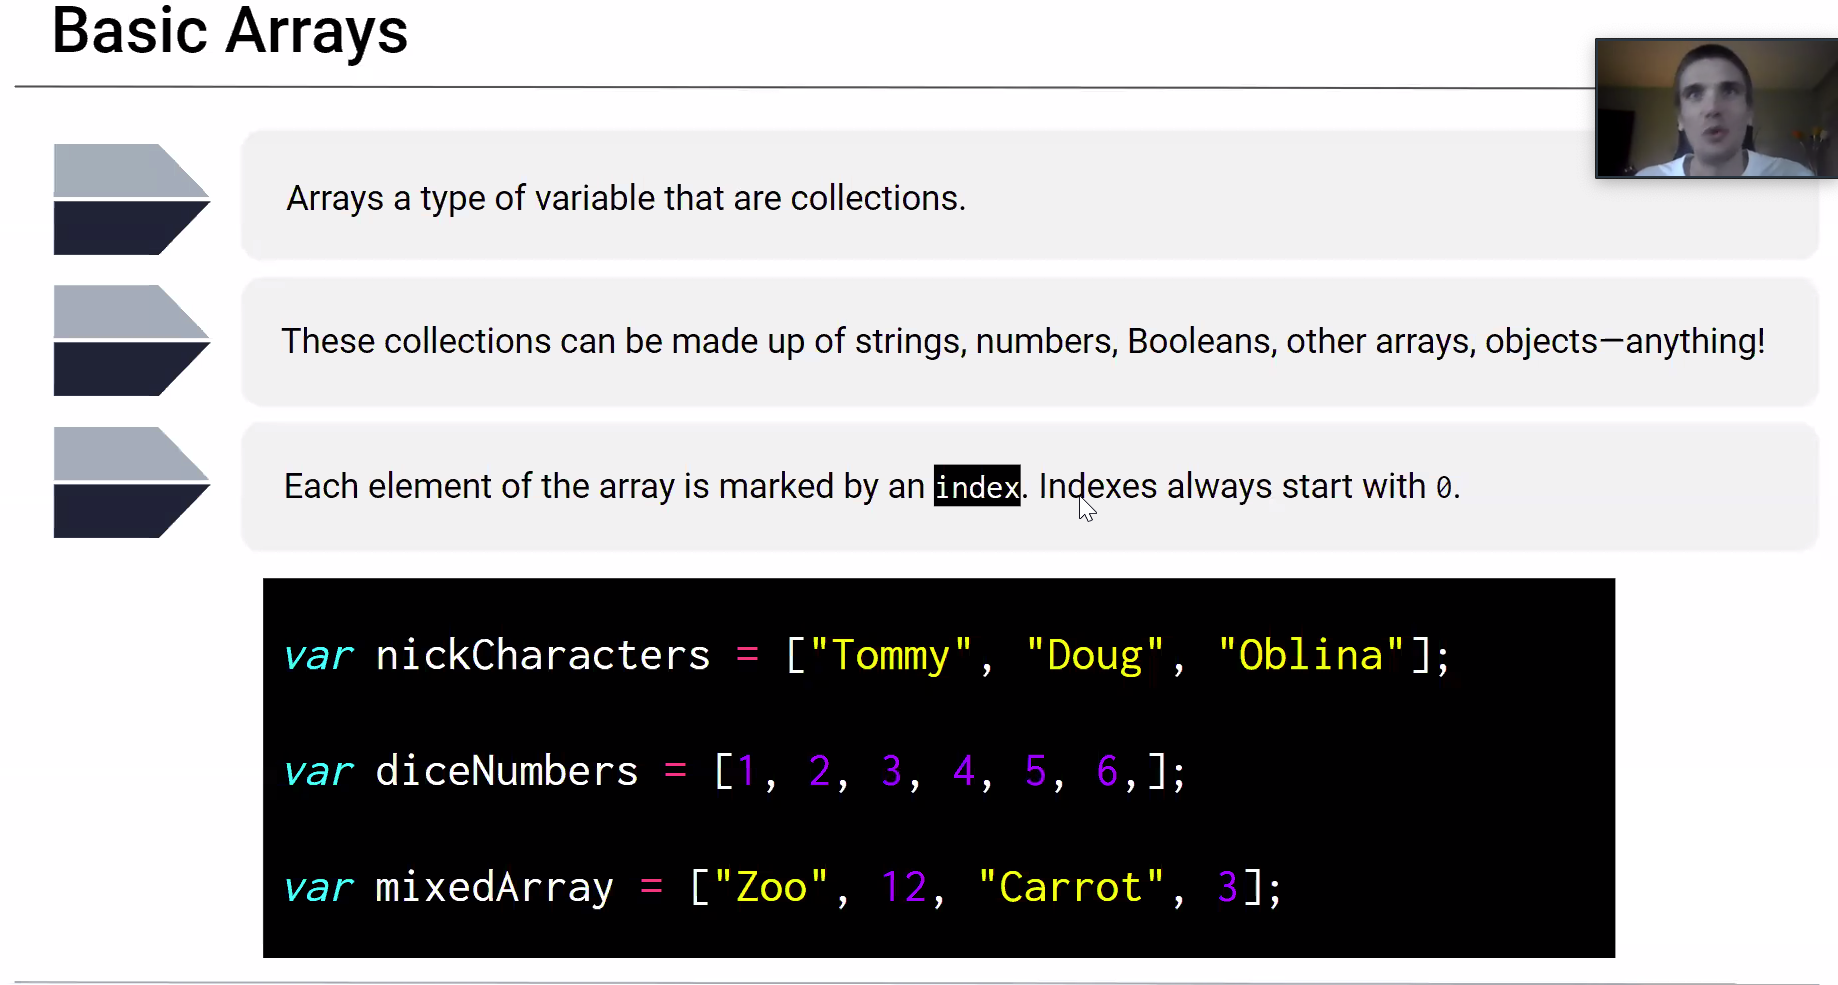 Basic Arrays
Arrays a type of variable that are collections.
These collections can be made up of strings, numbers, Booleans, other arrays, objects—anything!
Each element of the array is marked by an index. Indexes always start with 0.
var nickCharacters = ["Tommy", "Doug", "Oblina"];
var diceNumbers = [1, 2, 3, 4, 5, 6,];
var mixedArray = ["Zoo", 12, "Carrot", 3];